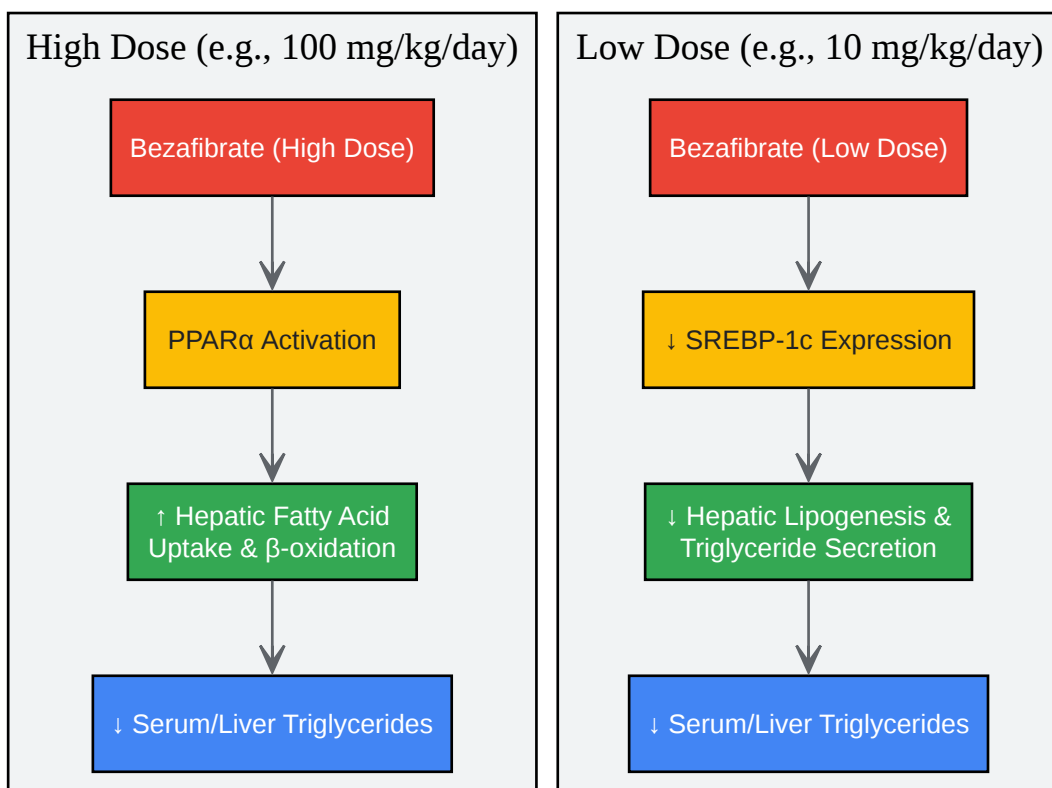 High Dose (e.g., 100 mg/kg/day)
Bezafibrate (High Dose)
PPARα Activation
↑ Hepatic Fatty Acid
Uptake & β-oxidation
↓ Serum/Liver Triglycerides
Low Dose (e.g., 10 mg/kg/day)
Bezafibrate (Low Dose)
↓ SREBP-1c Expression
↓ Hepatic Lipogenesis &
Triglyceride Secretion
↓ Serum/Liver Triglycerides